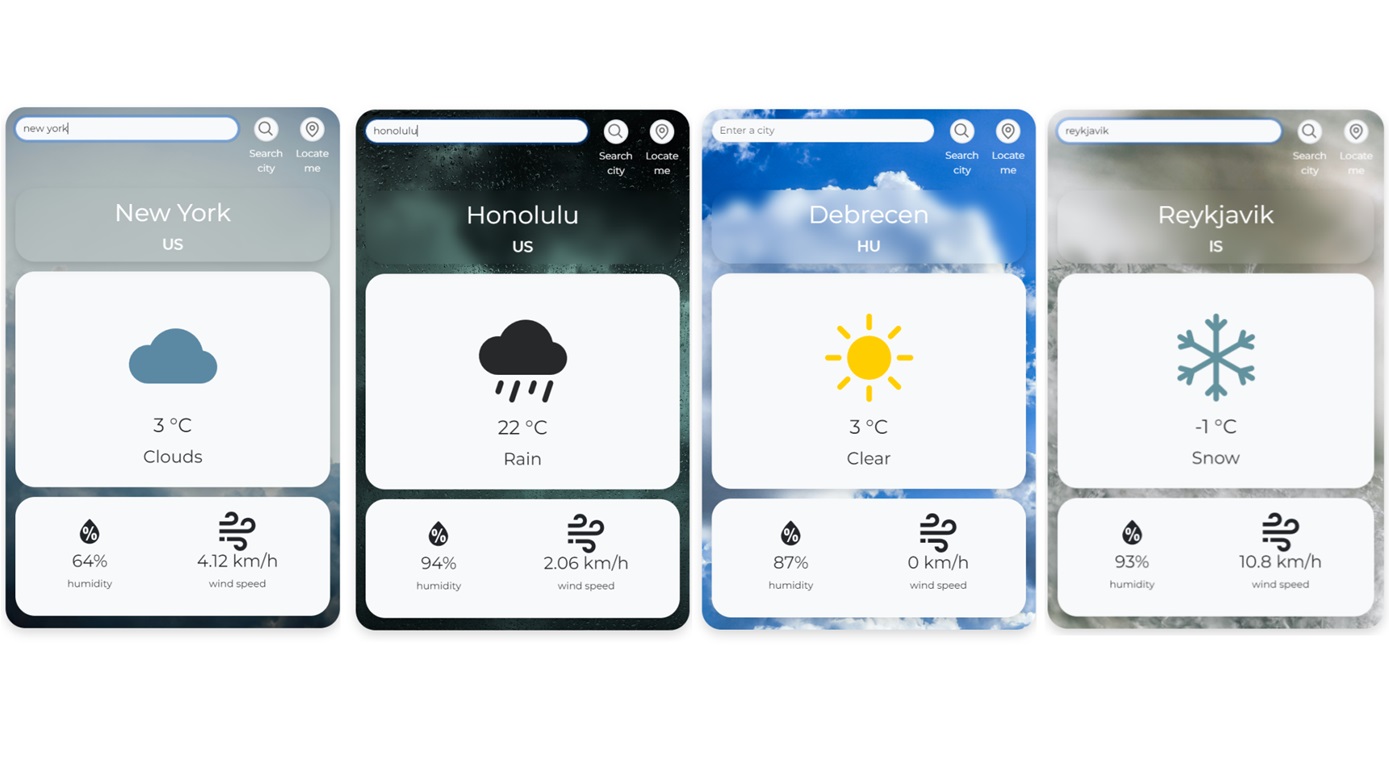 new york
Search
city
Locate
me
New York
US
3 °C
Clouds
%
64%
humidity
4.12 km/h
wind speed
honolulu
Search
city
Locate
me
Honolulu
US
22 °C
Rain
%
94%
humidity
2.06 km/h
wind speed
Enter a city
Search
city
Locate
me
Debrecen
HU
3 °C
Clear
%
87%
humidity
0 km/h
wind speed
reykjavik
Search
city
Locate
me
Reykjavik
IS
-1 °C
Snow
%
93%
humidity
10.8 km/h
wind speed